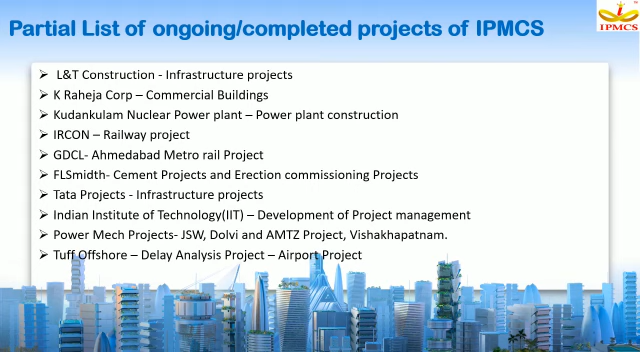 Partial List of ongoing/completed projects of IPMCS
IPMCS
➢ L&T Construction - Infrastructure projects
➢ K Raheja Corp – Commercial Buildings
➢ Kudankulam Nuclear Power plant – Power plant construction
➢ IRCON – Railway project
➢ GDCL- Ahmedabad Metro rail Project
➢ FLSmidth- Cement Projects and Erection commissioning Projects
➢ Tata Projects - Infrastructure projects
➢ Indian Institute of Technology(IIT) – Development of Project management
➢ Power Mech Projects- JSW, Dolvi and AMTZ Project, Vishakhapatnam.
➢ Tuff Offshore – Delay Analysis Project – Airport Project